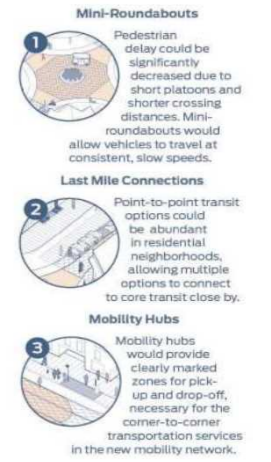 Mini-Roundabouts
1
Pedestrian
delay could be
significantly
decreased due to
short platoons and
shorter crossing
distances. Mini-
roundabouts would
allow vehicles to travel at
consistent, slow speeds.
Last Mile Connections
2
Point-to-point transit
options could
be abundant
in residential
neighborhoods,
allowing multiple
options to connect
to core transit close by.
Mobility Hubs
3
Mobility hubs
would provide
clearly marked
zones for pick-
up and drop-off,
necessary for the
corner-to-corner
transportation services
in the new mobility network.